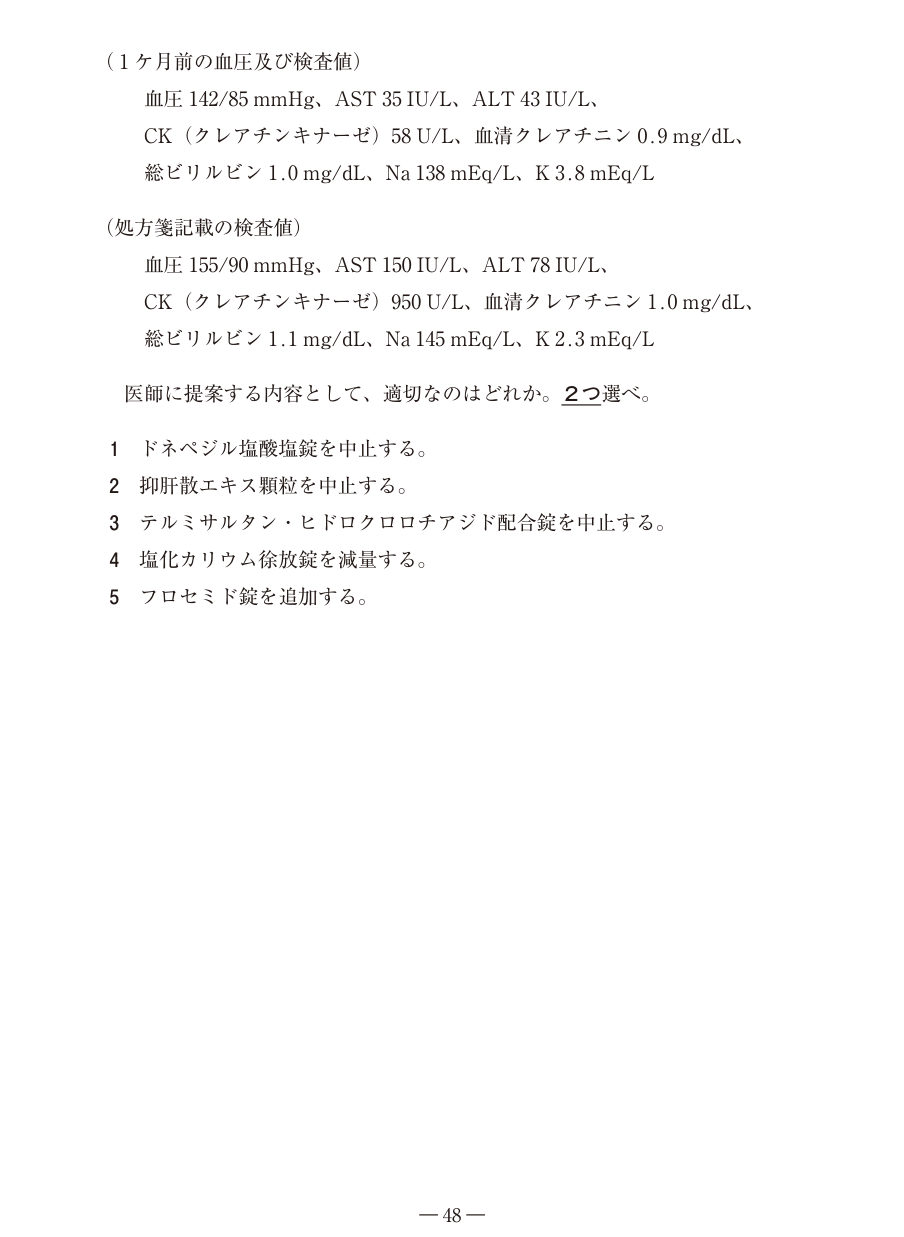 （１ケ月前の血圧及び検査値）
血圧 142/85 mmHg、AST 35 IU/L、ALT 43 IU/L、
CK（クレアチンキナーゼ）58 U/L、血清クレアチニン 0.9 mg/dL、
総ビリルビン 1.0 mg/dL、Na 138 mEq/L、K 3.8 mEq/L
（処方箋記載の検査値）
血圧 155/90 mmHg、AST 150 IU/L、ALT 78 IU/L、
CK（クレアチンキナーゼ）950 U/L、血清クレアチニン 1.0 mg/dL、
総ビリルビン 1.1 mg/dL、Na 145 mEq/L、K 2.3 mEq/L
医師に提案する内容として、適切なのはどれか。２つ選べ。
1　ドネペジル塩酸塩錠を中止する。
2　抑肝散エキス顆粒を中止する。
3　テルミサルタン・ヒドロクロロチアジド配合錠を中止する。
4　塩化カリウム徐放錠を減量する。
5　フロセミド錠を追加する。
— 48 —